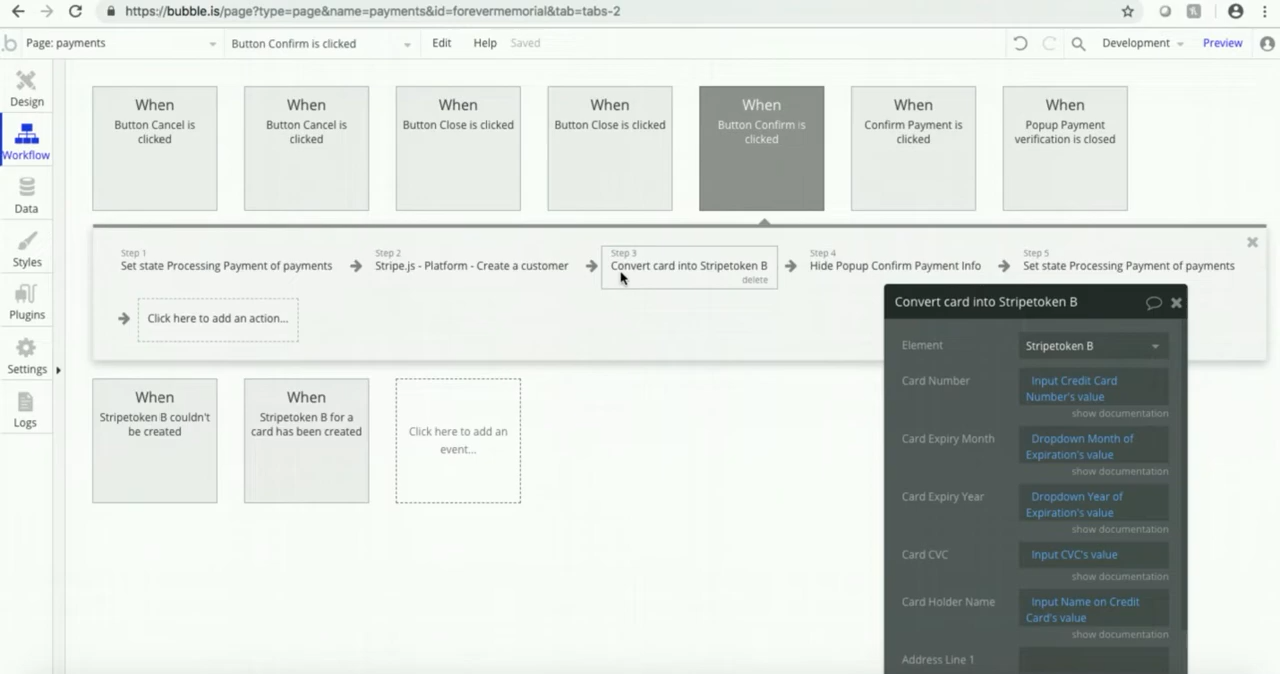 https://bubble.is/page?type=page&name=payments&id=forevermemorial&tab=tabs-2
.b
Page: payments
Button Confirm is clicked
Edit
Help
Saved
Development
Preview
Design
Workflow
Data
Styles
Plugins
Settings
Logs
When
Button Cancel is
clicked
When
Button Cancel is
clicked
When
Button Close is clicked
When
Button Close is clicked
When
Button Confirm is
clicked
When
Confirm Payment is
clicked
When
Popup Payment
verification is closed
Step 1
Set state Processing Payment of payments
Step 2
Stripe.js - Platform - Create a customer
Step 3
Convert card into Stripetoken B
delete
Step 4
Hide Popup Confirm Payment Info
Step 5
Set state Processing Payment of payments
Click here to add an action...
When
Stripetoken B couldn't
be created
When
Stripetoken B for a
card has been created
Click here to add an
event...
Convert card into Stripetoken B
Element
Stripetoken B
Card Number
Input Credit Card
Number's value
show documentation
Card Expiry Month
Dropdown Month of
Expiration's value
show documentation
Card Expiry Year
Dropdown Year of
Expiration's value
show documentation
Card CVC
Input CVC's value
show documentation
Card Holder Name
Input Name on Credit
Card's value
show documentation
Address Line 1